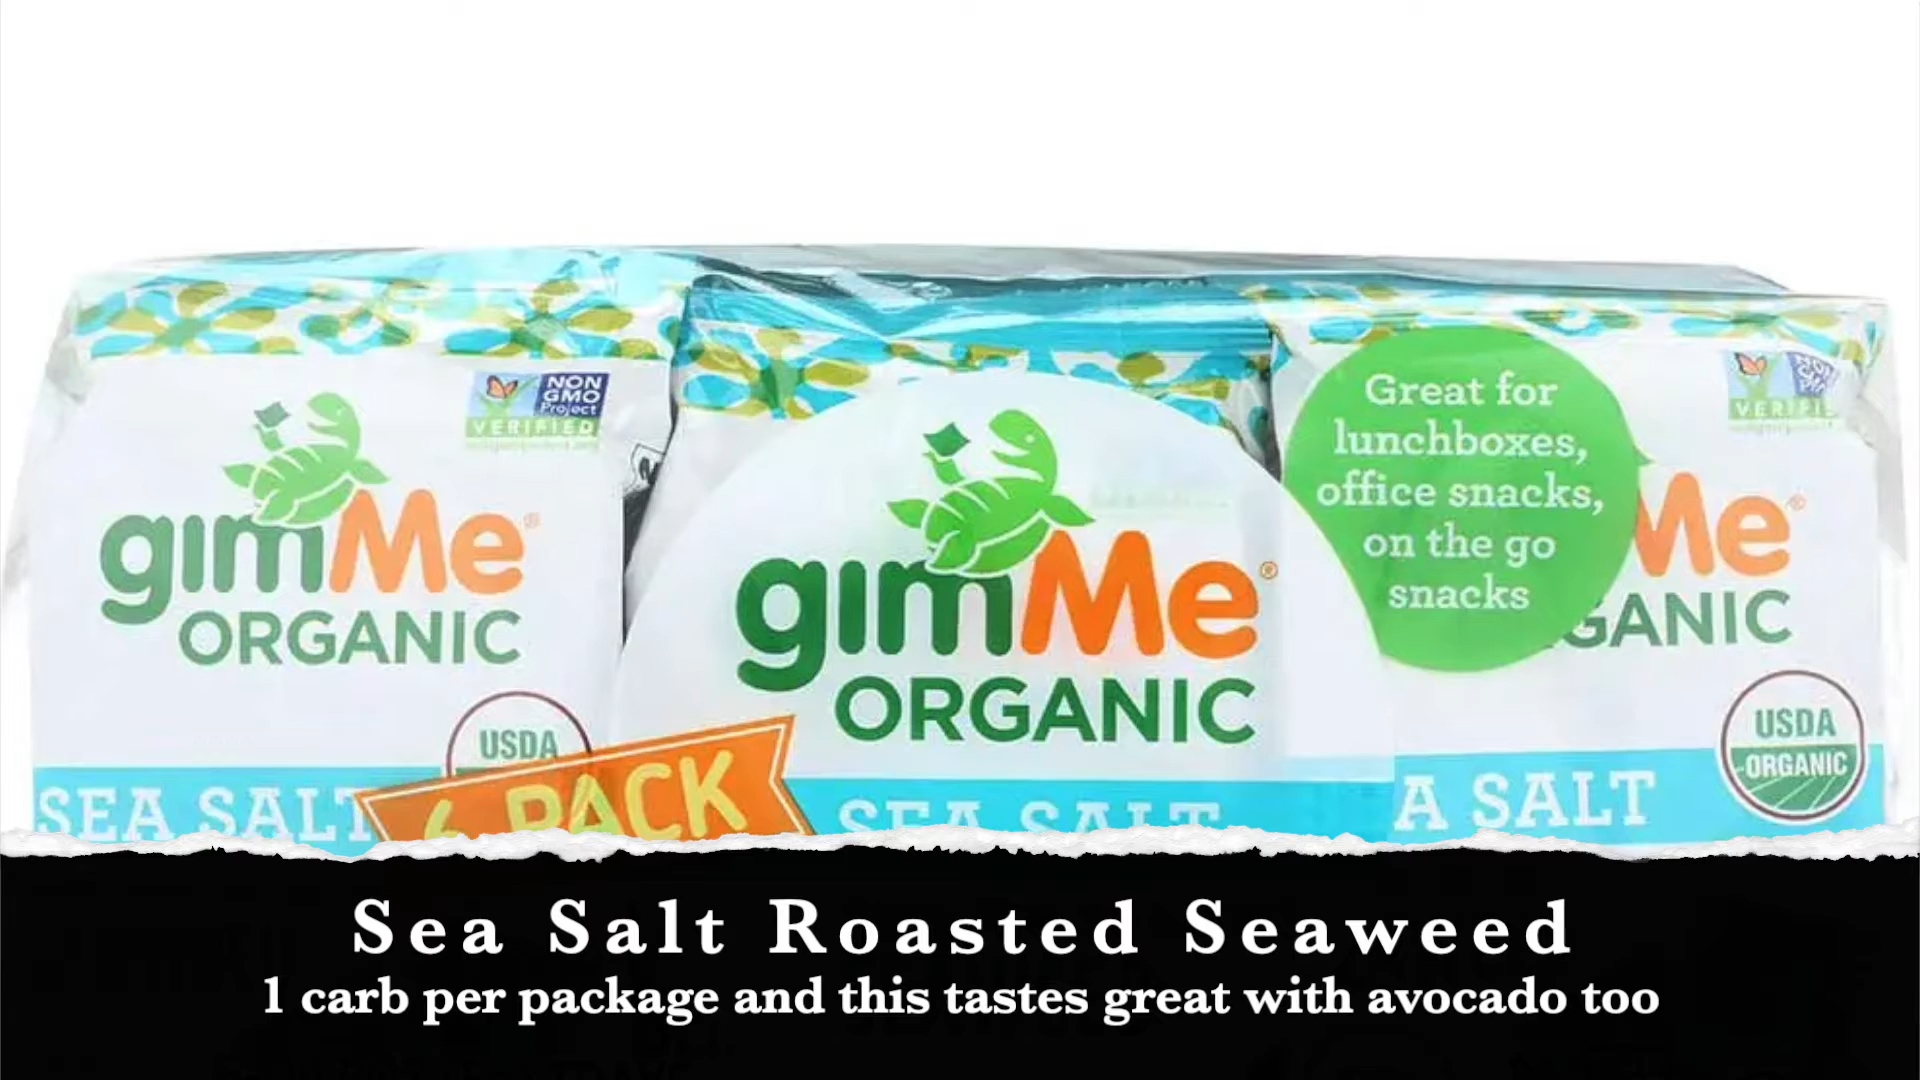 NON
GMO
Project
VERIFIED
gimMe®
ORGANIC
USDA
SEA SALT
6 PACK
gimMe®
ORGANIC
SEA SALT
Great for
lunchboxes,
office snacks,
on the go
snacks
Me®
GANIC
USDA
ORGANIC
A SALT
Sea Salt Roasted Seaweed
1 carb per package and this tastes great with avocado too